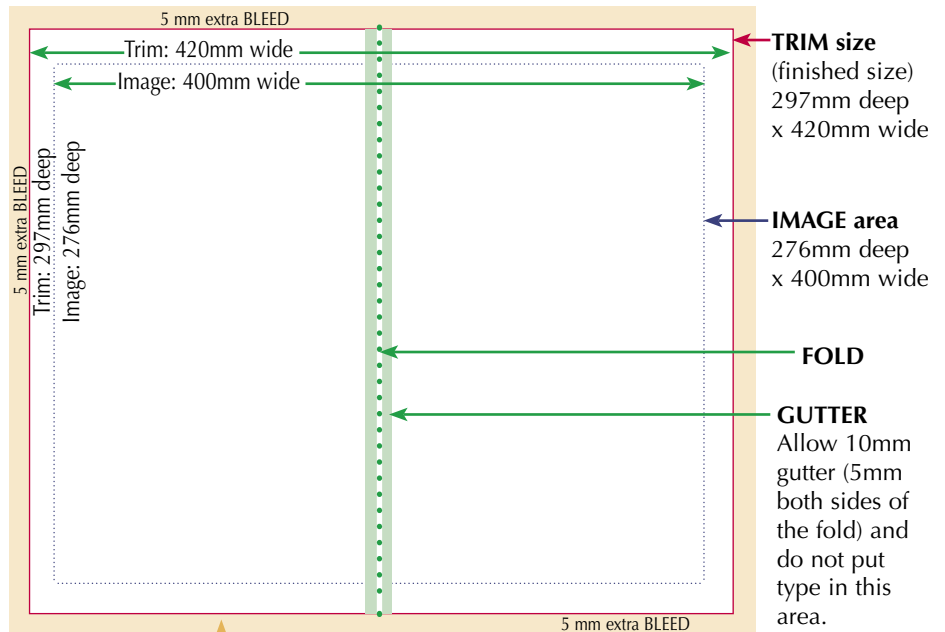 5 mm extra BLEED
Trim: 420mm wide
Image: 400mm wide
5 mm extra BLEED
Trim: 297mm deep
Image: 276mm deep
TRIM size
(finished size)
297mm deep
x 420mm wide
IMAGE area
276mm deep
x 400mm wide
FOLD
GUTTER
Allow 10mm
gutter (5mm
both sides of
the fold) and
do not put
type in this
area.
5 mm extra BLEED